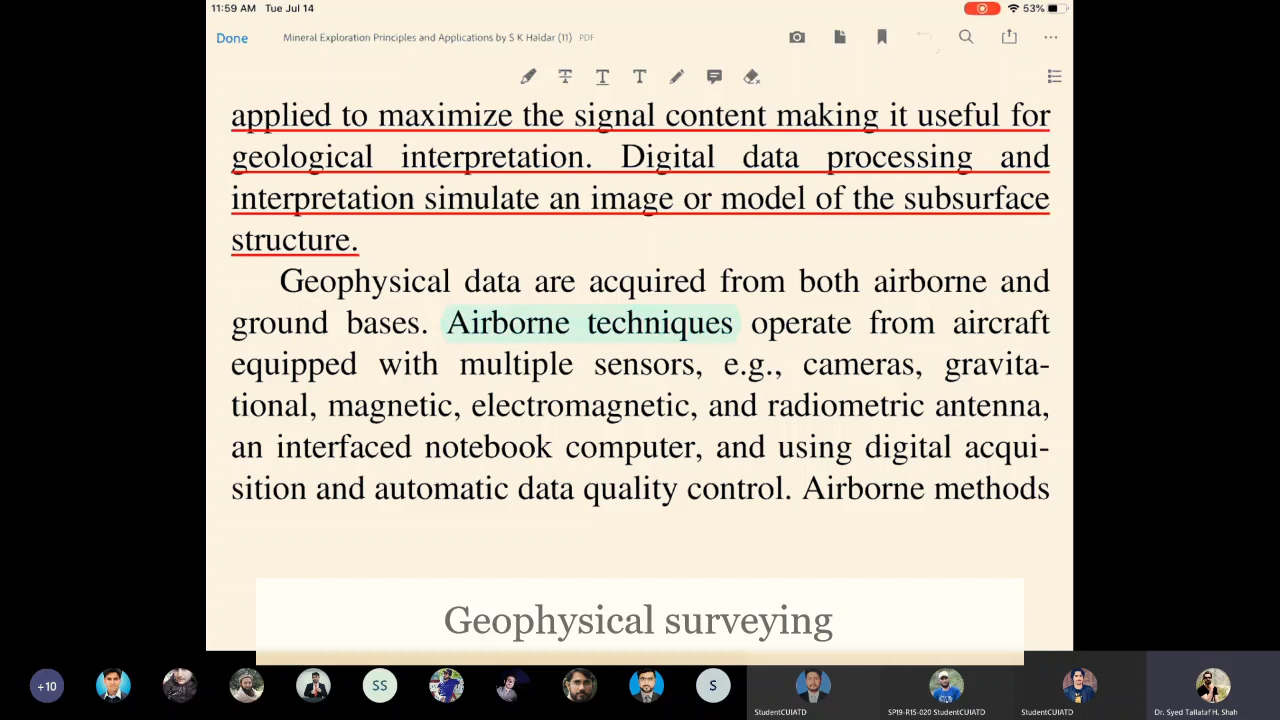 11:59 AM Tue Jul 14
53%
Done
Mineral Exploration Principles and Applications by S K Haldar (11) PDF
applied to maximize the signal content making it useful for
geological interpretation. Digital data processing and
interpretation simulate an image or model of the subsurface
structure.
Geophysical data are acquired from both airborne and
ground bases. Airborne techniques operate from aircraft
equipped with multiple sensors, e.g., cameras, gravita-
tional, magnetic, electromagnetic, and radiometric antenna,
an interfaced notebook computer, and using digital acqui-
sition and automatic data quality control. Airborne methods
Geophysical surveying
+10
SS
S
StudentCUIATD
SP19-R15-020 StudentCUIATD
StudentCUIATD
Dr. Syed Tallataf H. Shah